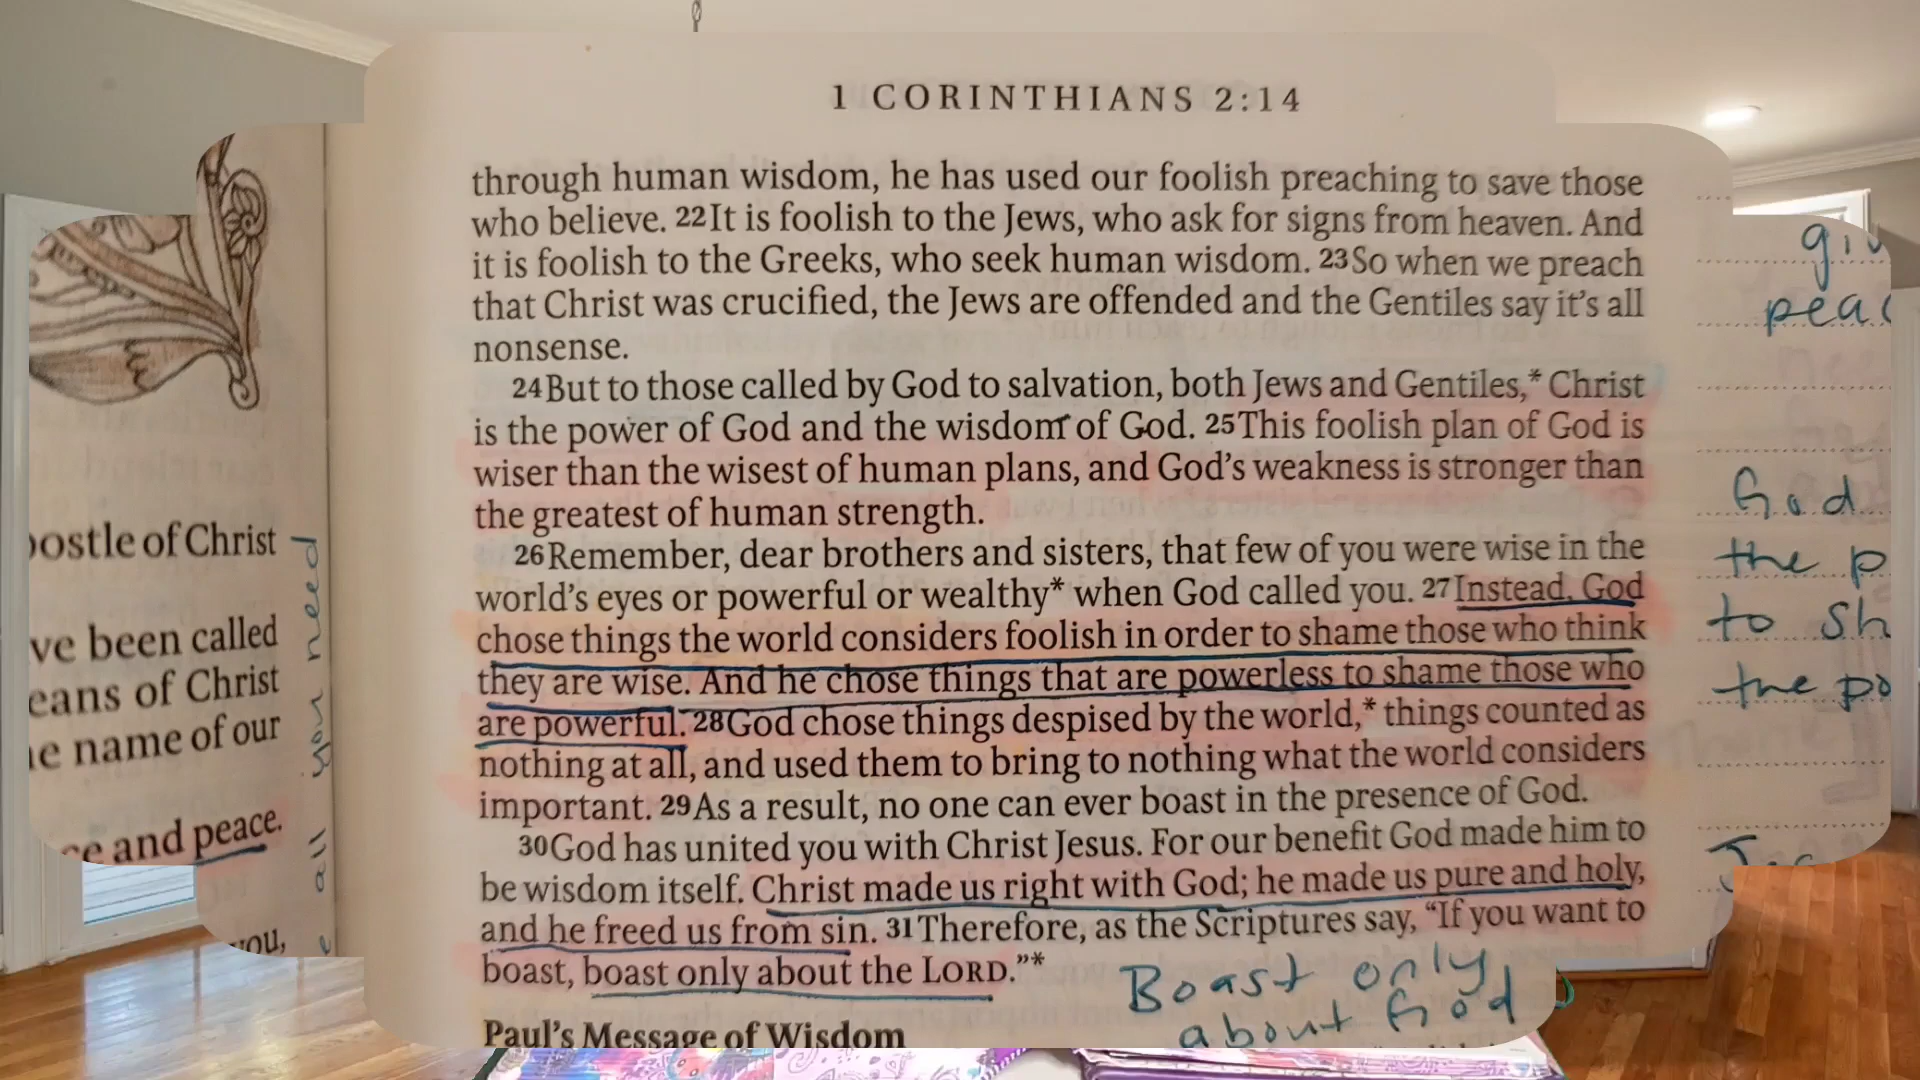 1 CORINTHIANS 2:14
through human wisdom, he has used our foolish preaching to save those
who believe. 22It is foolish to the Jews, who ask for signs from heaven. And
it is foolish to the Greeks, who seek human wisdom. 23So when we preach
that Christ was crucified, the Jews are offended and the Gentiles say it's all
nonsense.
24But to those called by God to salvation, both Jews and Gentiles,* Christ
is the power of God and the wisdom of God. 25This foolish plan of God is
wiser than the wisest of human plans, and God's weakness is stronger than
the greatest of human strength.
26Remember, dear brothers and sisters, that few of you were wise in the
world's eyes or powerful or wealthy* when God called you. 27Instead, God
chose things the world considers foolish in order to shame those who think
they are wise. And he chose things that are powerless to shame those who
are powerful. 28God chose things despised by the world,* things counted as
nothing at all, and used them to bring to nothing what the world considers
important. 29As a result, no one can ever boast in the presence of God.
30God has united you with Christ Jesus. For our benefit God made him to
be wisdom itself. Christ made us right with God; he made us pure and holy,
and he freed us from sin. 31Therefore, as the Scriptures say, "If you want to
boast, boast only about the LORD."*
Paul's Message of Wisdom
Boast only
about God
of Christ
been called
of Christ
name of our
and peace.
all you need
God
the
to
the